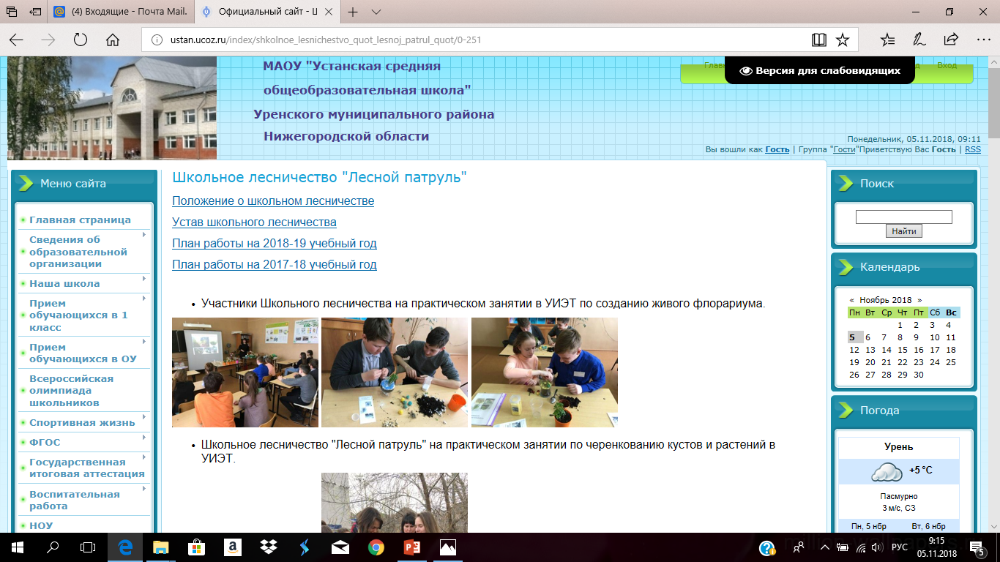 (4) Входящие - Почта Mail.
Официальный сайт - Ш
ustan.ucoz.ru/index/shkolnoe_lesnichestvo_quot_lesnoj_patrul_quot/0-251
МАОУ "Устанская средняя
общеобразовательная школа"
Уренского муниципального района
Нижегородской области
Версия для слабовидящих
Вход
Понедельник, 05.11.2018, 09:11
Вы вошли как Гость | Группа "Гости"Приветствую Вас Гость | RSS
Меню сайта
Главная страница
Сведения об
образовательной
организации
Наша школа
Прием
обучающихся в 1
класс
Прием
обучающихся в ОУ
Всероссийская
олимпиада
школьников
Спортивная жизнь
ФГОС
Государственная
итоговая аттестация
Воспитательная
работа
НОУ
Школьное лесничество "Лесной патруль"
Положение о школьном лесничестве
Устав школьного лесничества
План работы на 2018-19 учебный год
План работы на 2017-18 учебный год
• Участники Школьного лесничества на практическом занятии в УИЭТ по созданию живого флорариума.
• Школьное лесничество "Лесной патруль" на практическом занятии по черенкованию кустов и растений в
УИЭТ.
Поиск
Найти
Календарь
« Ноябрь 2018 »
Пн Вт Ср Чт Пт Сб Вс
1 2 3 4
5 6 7 8 9 10 11
12 13 14 15 16 17 18
19 20 21 22 23 24 25
26 27 28 29 30
Погода
Урень
+5 °C
Пасмурно
3 м/с, СЗ
Пн, 5 нбр Вт, 6 нбр
РУС
9:15
05.11.2018
5